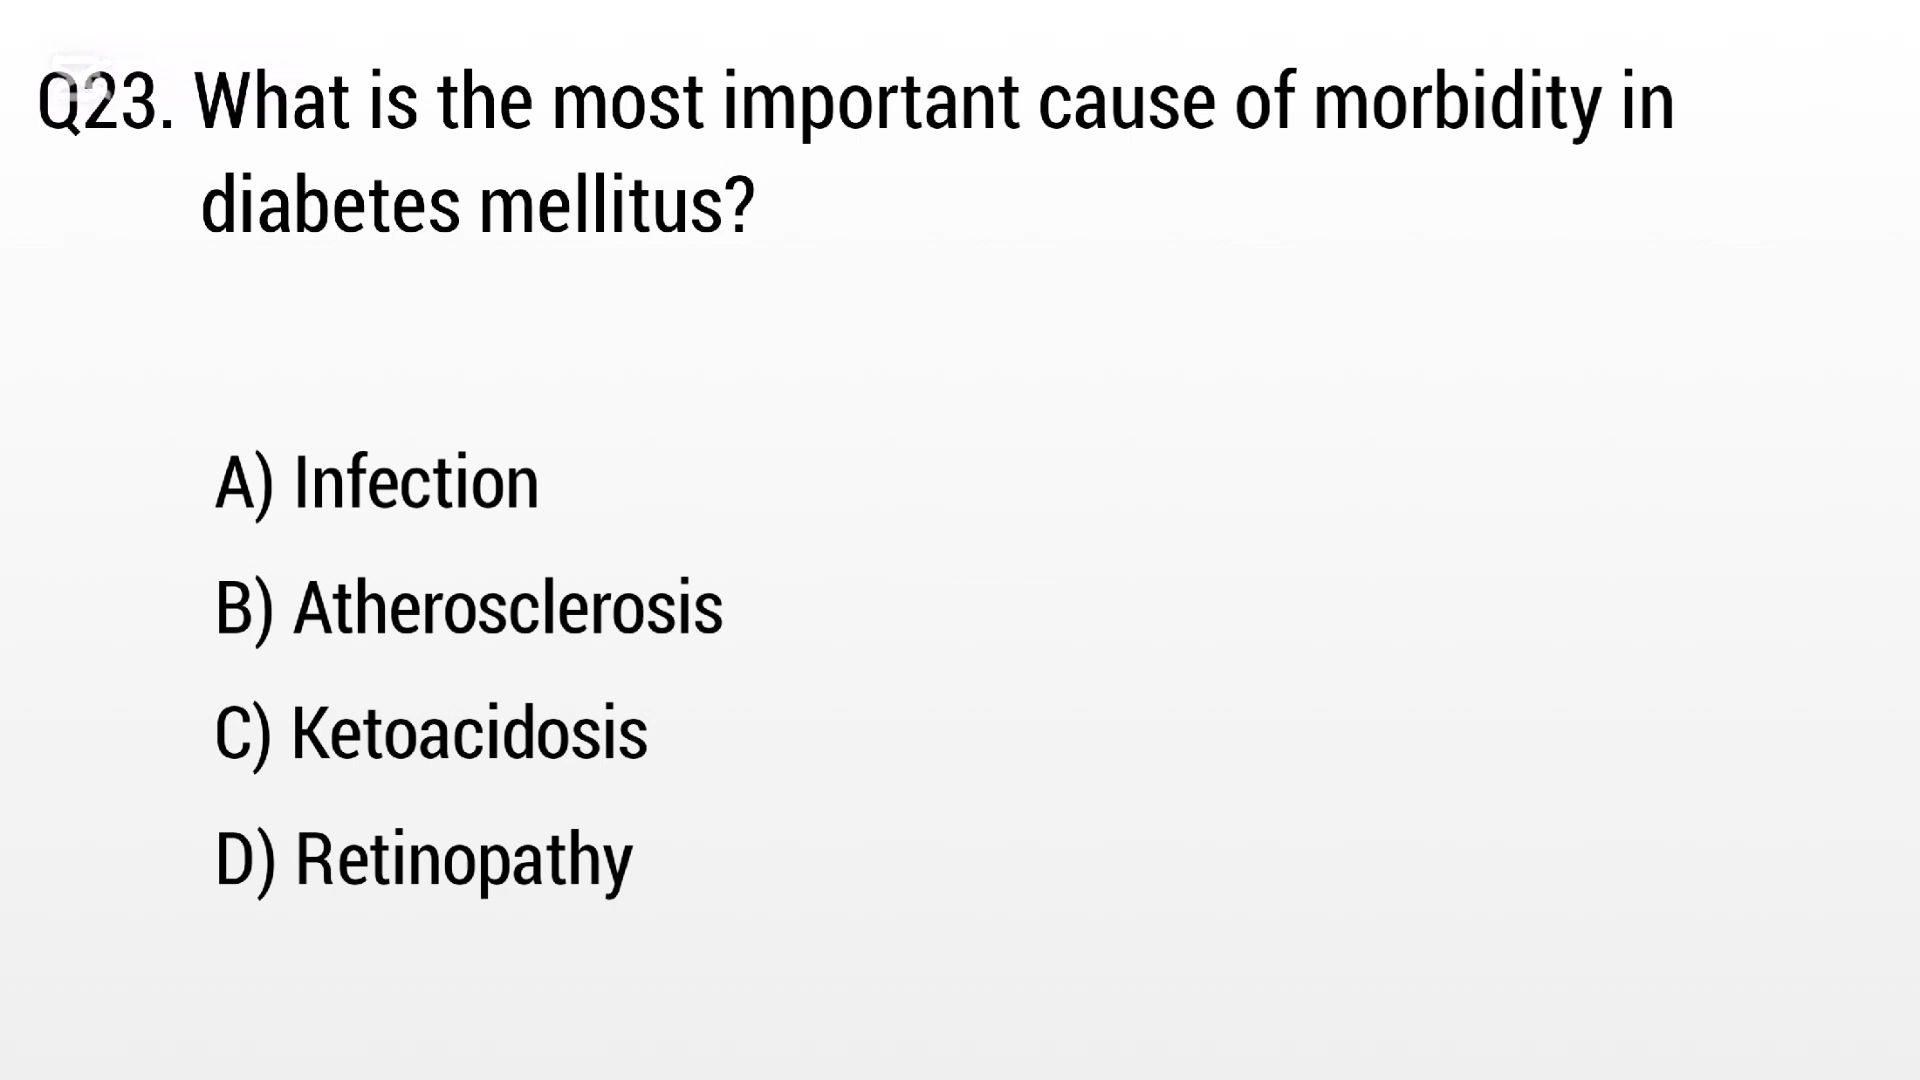 Q23. What is the most important cause of morbidity in
diabetes mellitus?
A) Infection
B) Atherosclerosis
C) Ketoacidosis
D) Retinopathy